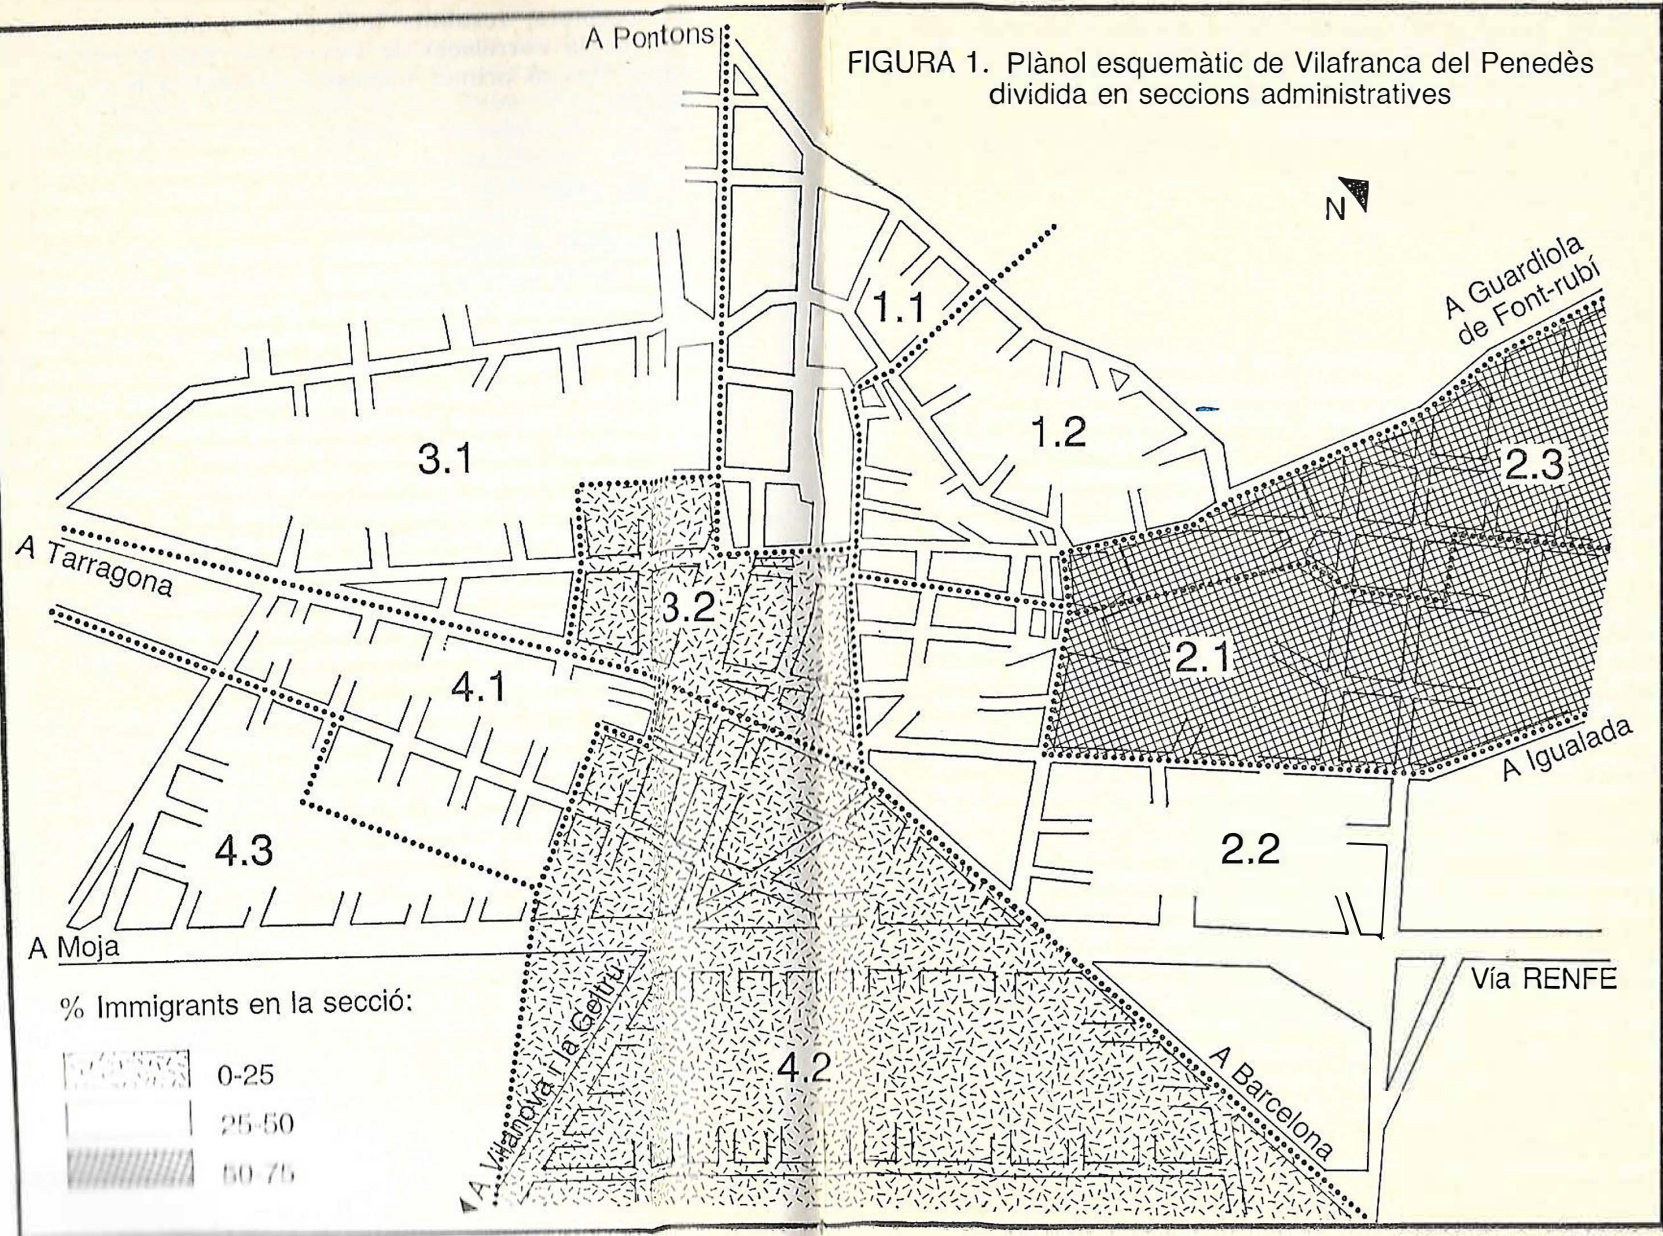 A Pontons
FIGURA 1. Plànol esquemàtic de Vilafranca del Penedès
dividida en seccions administratives
N
A Guardiola
de Font-rubí
1.1
1.2
2.3
3.1
A Tarragona
3.2
2.1
4.1
A Igualada
4.3
2.2
A Moja
Vía RENFE
% Immigrants en la secció:
0-25
25-50
50-75
A Vilanova i la Geltrú
4.2
A Barcelona